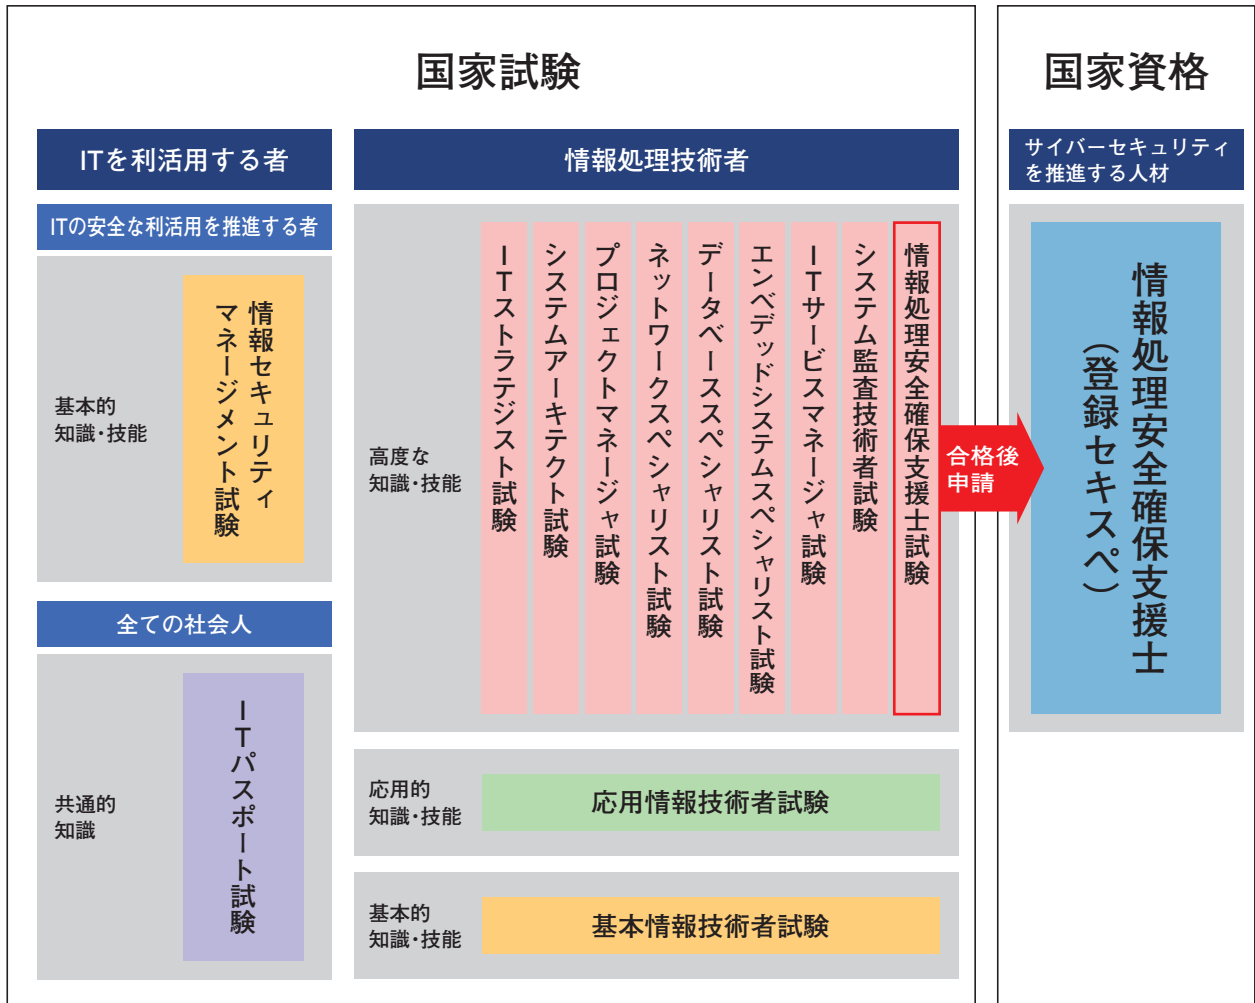 国家試験
ITを利活用する者
ITの安全な利活用を推進する者
基本的
知識・技能
情報セキュリティ
マネージメント試験
全ての社会人
共通的
知識
ITパスポート試験
情報処理技術者
高度な
知識・技能
ITストラテジスト試験
システムアーキテクト試験
プロジェクトマネージャ試験
ネットワークスペシャリスト試験
データベーススペシャリスト試験
エンベデッドシステムスペシャリスト試験
ITサービスマネージャ試験
システム監査技術者試験
情報処理安全確保支援士試験
応用的
知識・技能
応用情報技術者試験
基本的
知識・技能
基本情報技術者試験
合格後
申請
国家資格
サイバーセキュリティ
を推進する人材
情報処理安全確保支援士
（登録セキスペ）